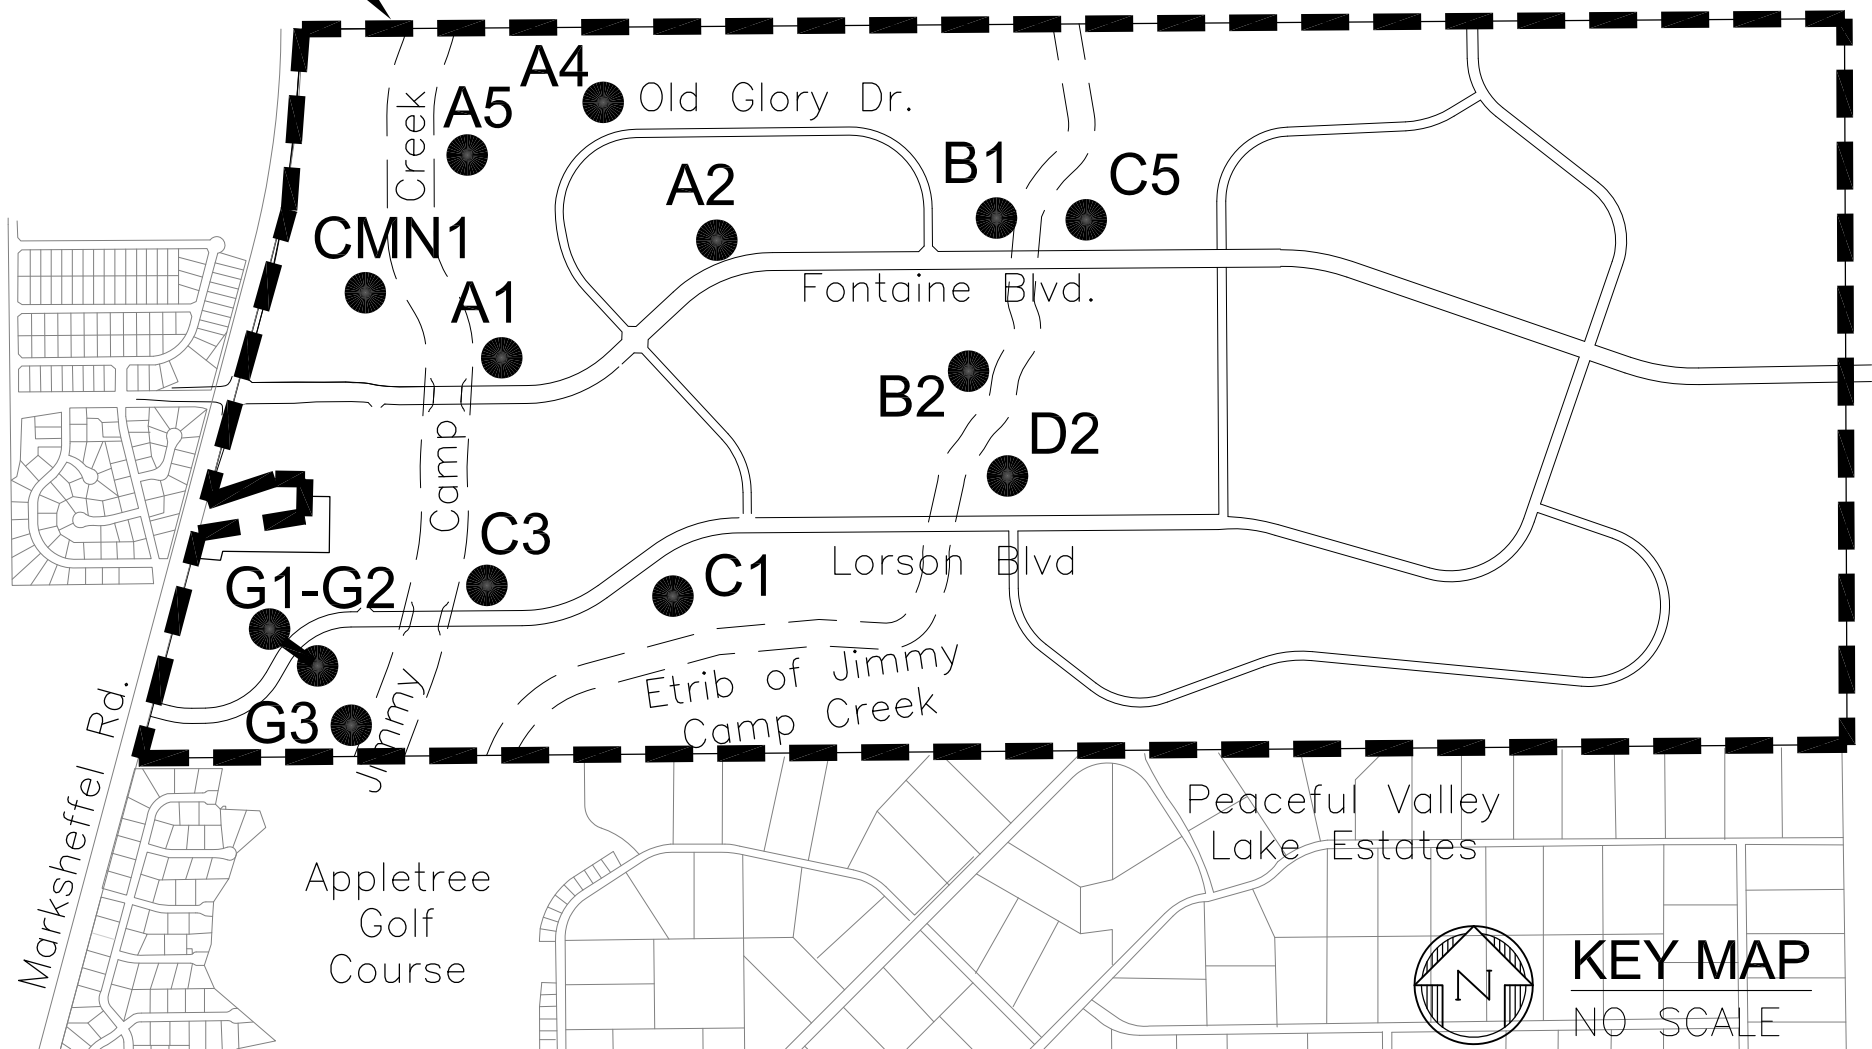 A4
Old Glory Dr.
A5
Creek
B1
C5
A2
CMN1
Fontaine Blvd.
A1
B2
D2
Camp
C3
Lorson Blvd
C1
G1-G2
Etrib of Jimmy
Camp Creek
Jimmy
G3
Marksheffel Rd.
Peaceful Valley
Lake Estates
Appletree
Golf
Course
N
KEY MAP
NO SCALE